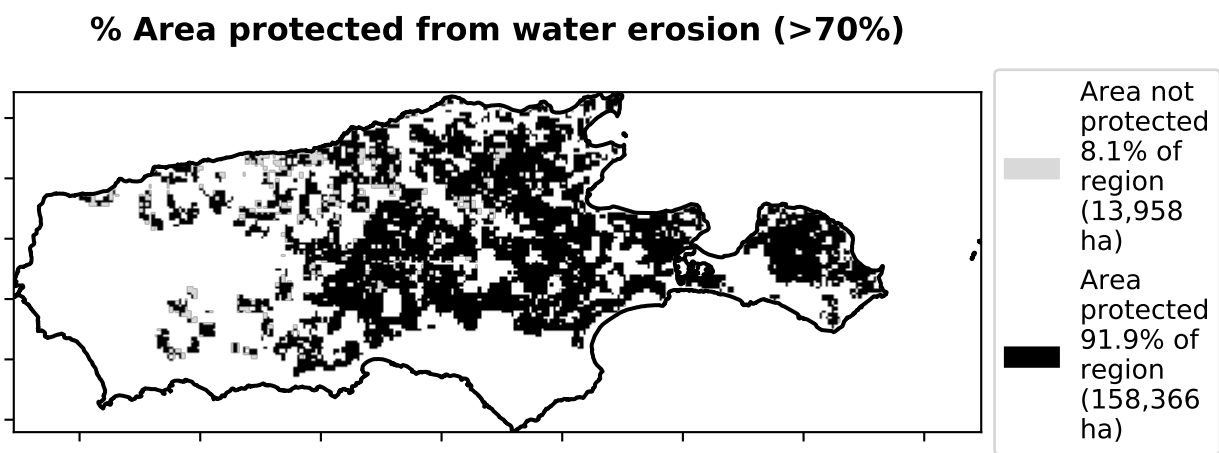 % Area protected from water erosion (>70%)
Area not
protected
8.1% of
region
(13,958
ha)
Area
protected
91.9% of
region
(158,366
ha)